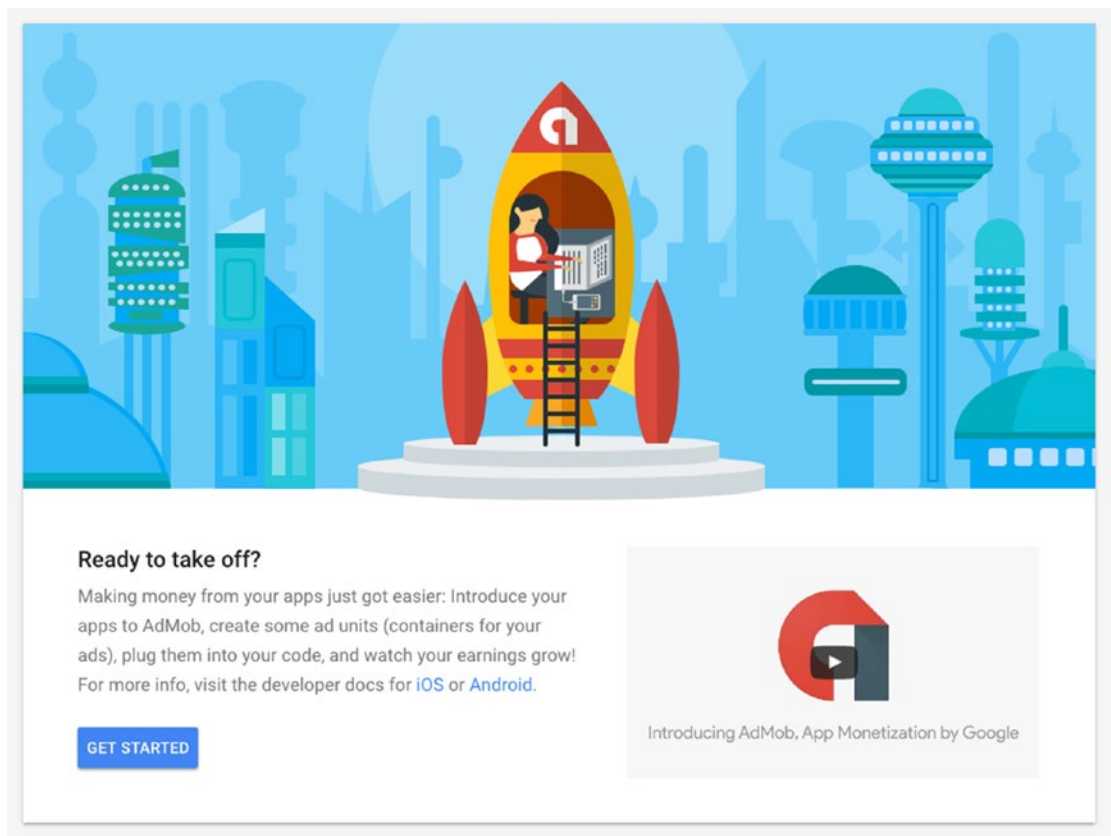 Ready to take off?
Making money from your apps just got easier: Introduce your
apps to AdMob, create some ad units (containers for your
ads), plug them into your code, and watch your earnings grow!
For more info, visit the developer docs for iOS or Android.
GET STARTED
Introducing AdMob, App Monetization by Google